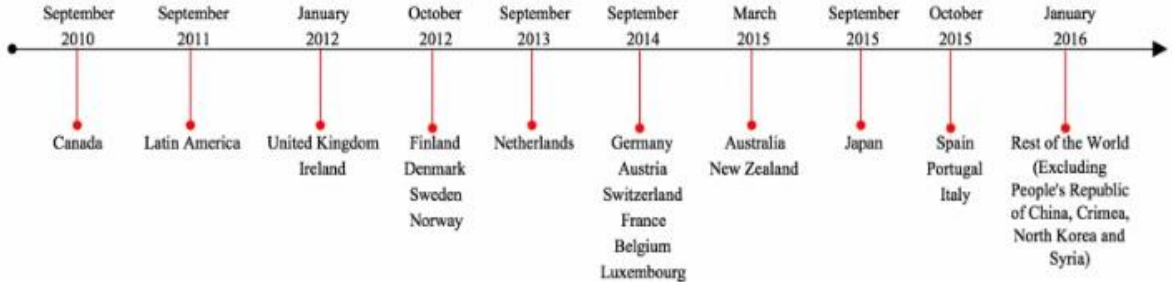 September
2010
September
2011
January
2012
October
2012
September
2013
September
2014
March
2015
September
2015
October
2015
January
2016
Canada
Latin America
United Kingdom
Ireland
Finland
Denmark
Sweden
Norway
Netherlands
Germany
Austria
Switzerland
France
Belgium
Luxembourg
Australia
New Zealand
Japan
Spain
Portugal
Italy
Rest of the World
(Excluding
People's Republic
of China, Crimea,
North Korea and
Syria)